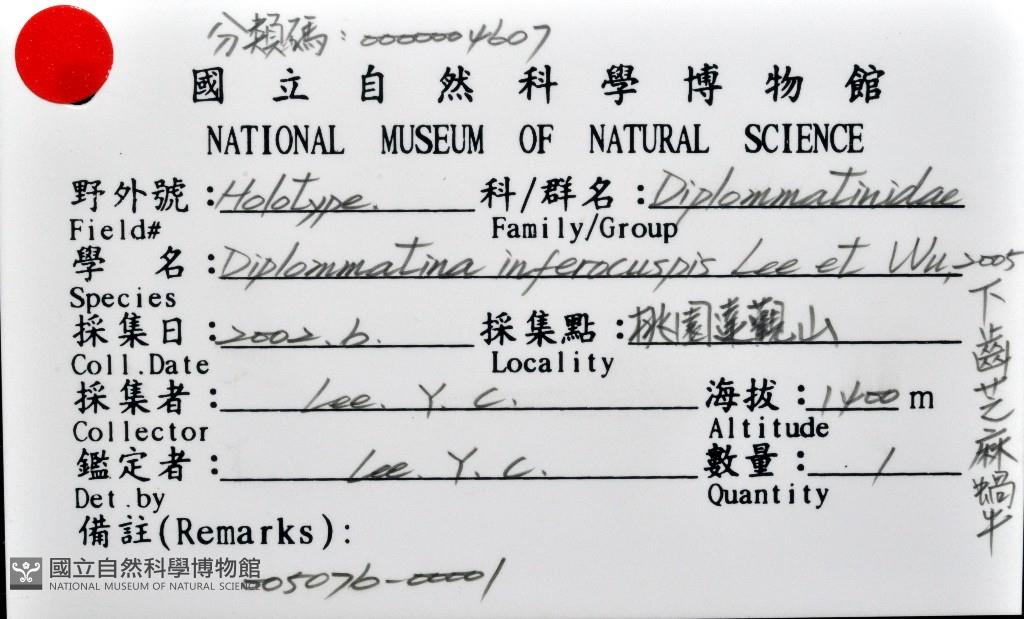 分類碼：0000004607
國立自然科學博物館
NATIONAL MUSEUM OF NATURAL SCIENCE
野外號：Holotype. 科/群名：Diplommatinidae
Field# Family/Group
學名：Diplommatina inferocuspis Lee et Wu, 2005
Species
下齒芝麻蝸牛
採集日：2002.6. 採集點：桃園達觀山
Coll.Date Locality
採集者：Lee. Y. C. 海拔：1400 m
Collector Altitude
鑑定者：Lee. Y. C. 數量：1
Det.by Quantity
備註(Remarks):
005076-00001
國立自然科學博物館
NATIONAL MUSEUM OF NATURAL SCIENCE